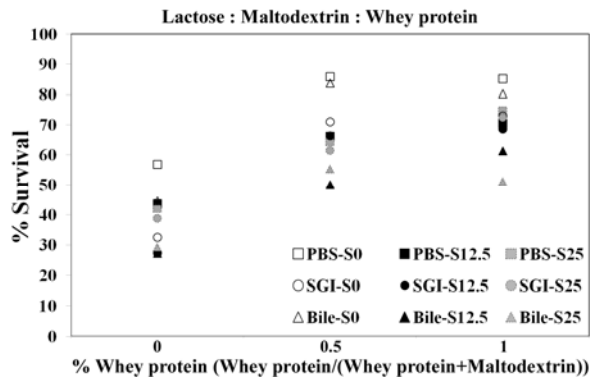 Lactose : Maltodextrin : Whey protein
% Survival
100
90
80
70
60
50
40
30
20
10
0
PBS-S0 PBS-S12.5 PBS-S25
SGI-S0 SGI-S12.5 SGI-S25
Bile-S0 Bile-S12.5 Bile-S25
0 0.5 1
% Whey protein (Whey protein/(Whey protein+Maltodextrin))